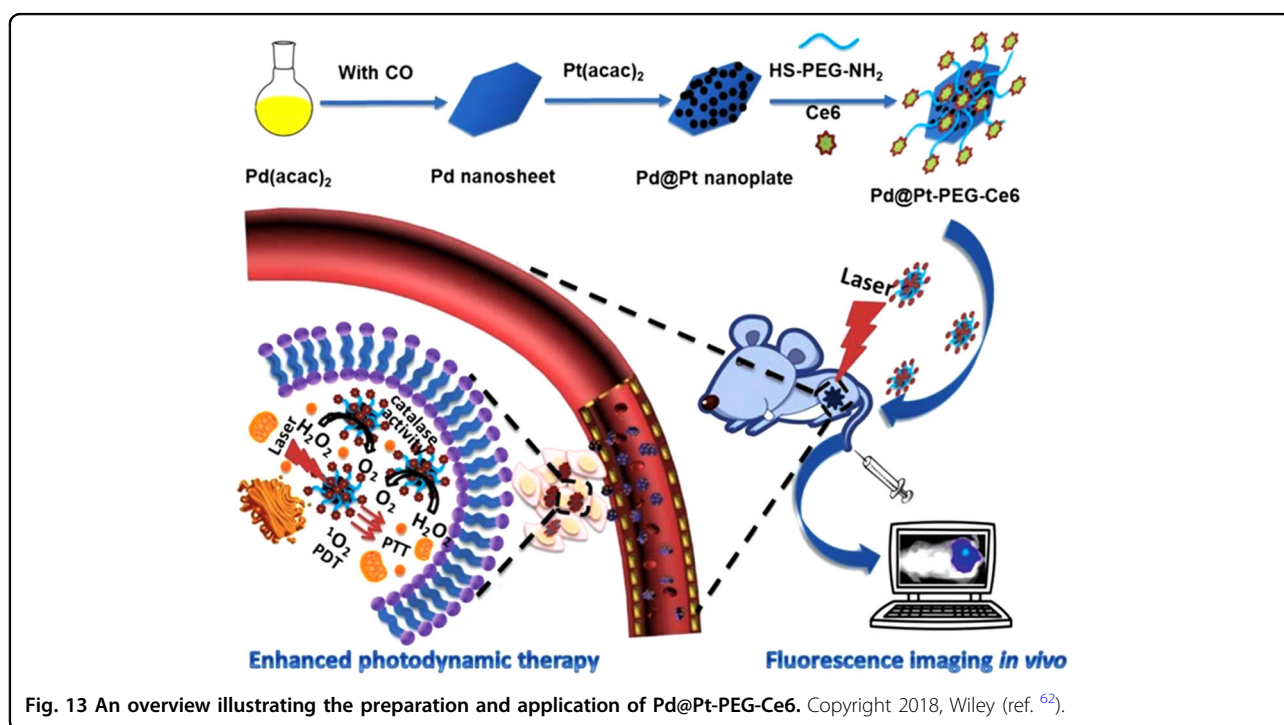 With CO
Pt(acac)2
HS-PEG-NH2
Ce6
Pd(acac)2
Pd nanosheet
Pd@Pt nanoplate
Pd@Pt-PEG-Ce6
Laser
catalase
activity
Laser
H2O2
O2
O2
H2O2
1O2
PDT
PTT
Enhanced photodynamic therapy
Fluorescence imaging in vivo
Fig. 13 An overview illustrating the preparation and application of Pd@Pt-PEG-Ce6. Copyright 2018, Wiley (ref. 62).